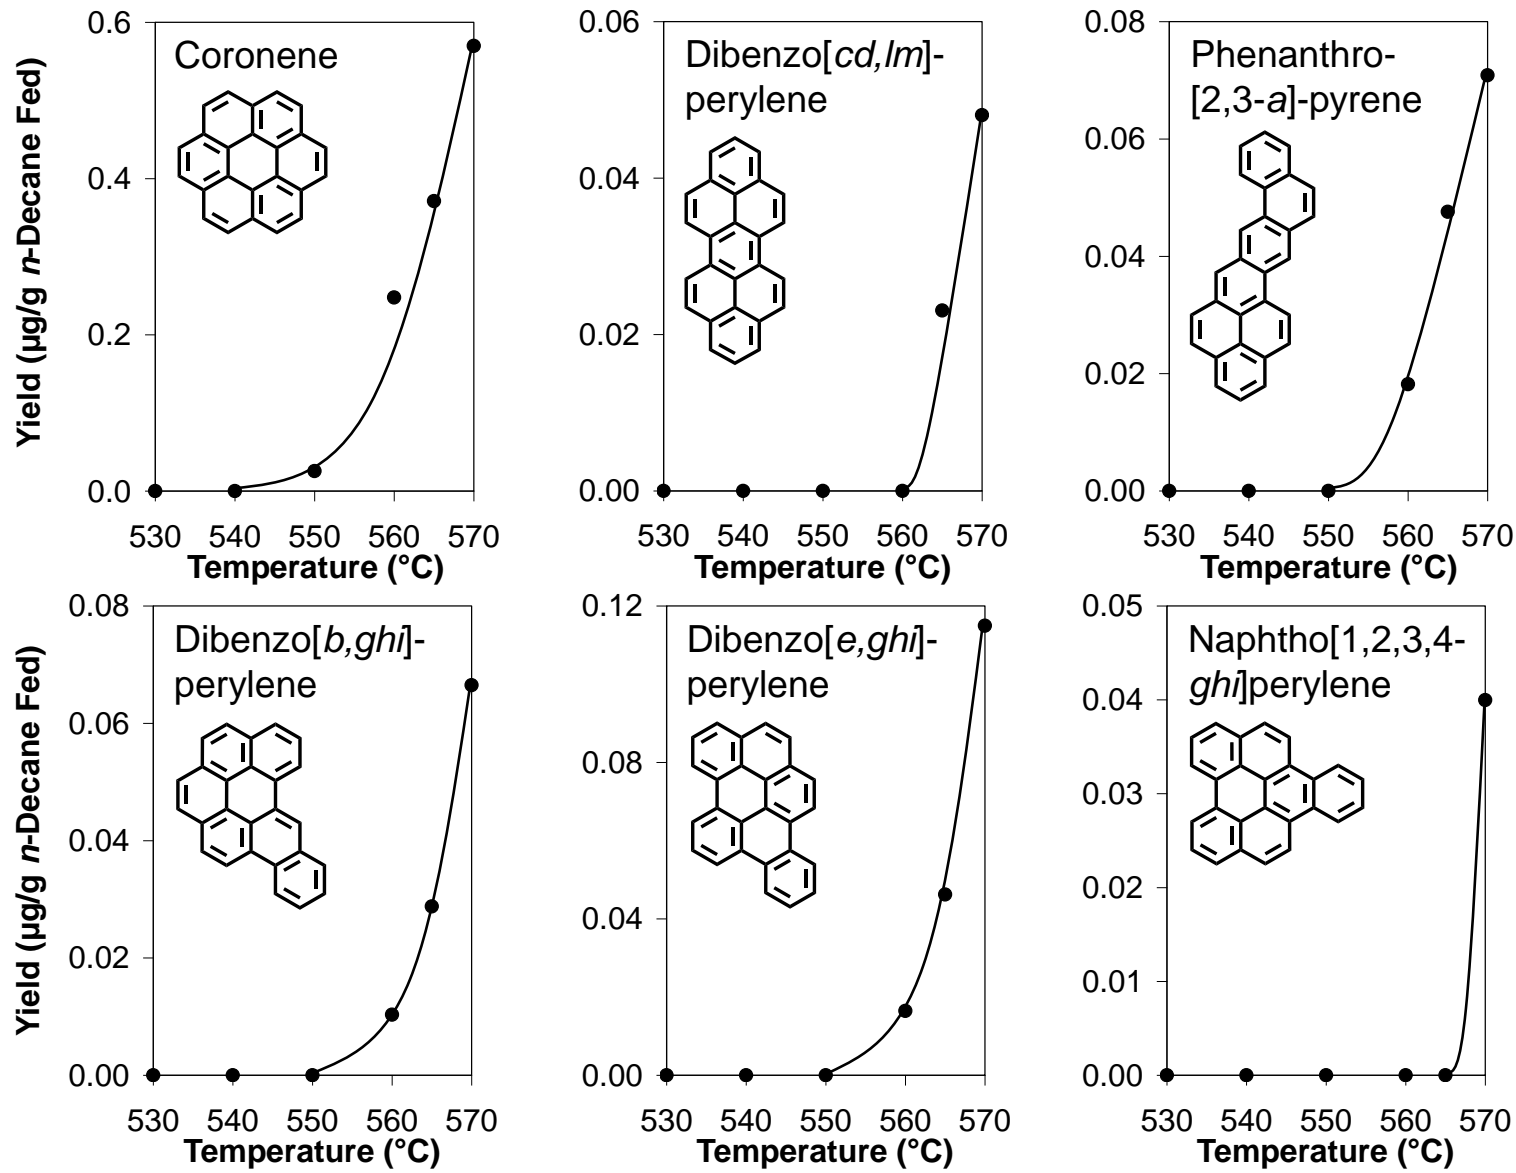 Yield (µg/g n-Decane Fed)
0.6
0.4
0.2
0.0
Coronene
530 540 550 560 570
Temperature (°C)
0.06
0.04
0.02
0.00
Dibenzo[cd,lm]-
perylene
530 540 550 560 570
Temperature (°C)
0.08
0.06
0.04
0.02
0.00
Phenanthro-
[2,3-a]-pyrene
530 540 550 560 570
Temperature (°C)
Yield (µg/g n-Decane Fed)
0.08
0.06
0.04
0.02
0.00
Dibenzo[b,ghi]-
perylene
530 540 550 560 570
Temperature (°C)
0.12
0.08
0.04
0.00
Dibenzo[e,ghi]-
perylene
530 540 550 560 570
Temperature (°C)
0.05
0.04
0.03
0.02
0.01
0.00
Naphtho[1,2,3,4-
ghi]perylene
530 540 550 560 570
Temperature (°C)